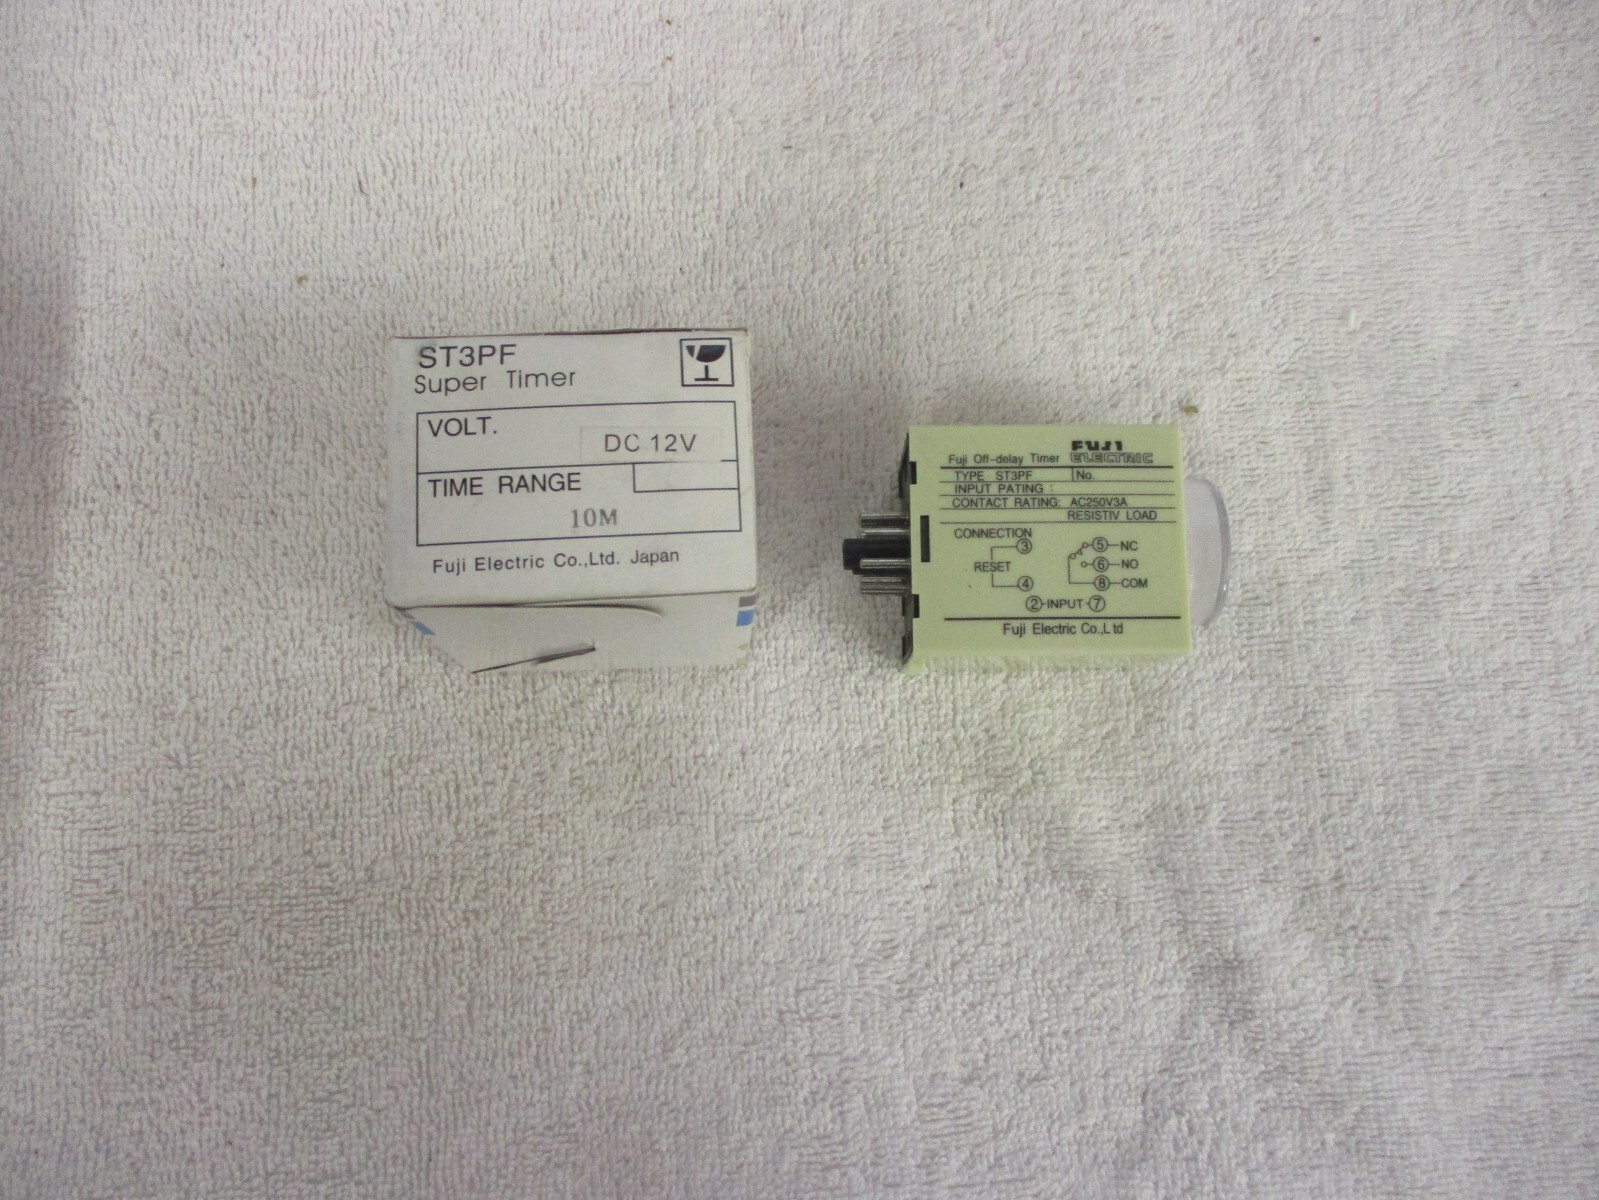 ST3PF
Super Timer
VOLT.
DC 12V
TIME RANGE
10M
Fuji Electric Co.,Ltd. Japan
Fuji Off-delay Timer FUJI ELECTRIC
TYPE ST3PF No.
INPUT PATING :
CONTACT RATING: AC250V3A
RESISTIV LOAD
CONNECTION
3 5 NC
RESET 6 NO
4 8 COM
2 INPUT 7
Fuji Electric Co.,Ltd